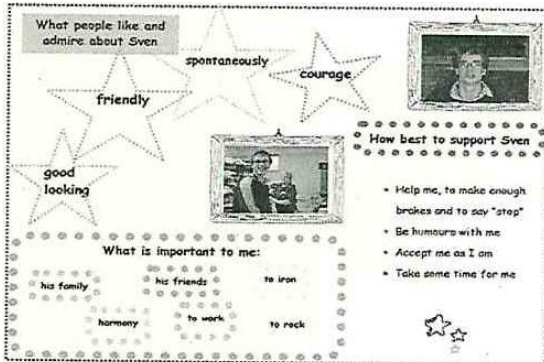 What people like and
admire about Sven
spontaneously
courage
friendly
good
looking
How best to support Sven
Help me, to make enough
brakes and to say "stop"
Be humours with me
Accept me as I am
Take some time for me
What is important to me:
his family
his friends
to iron
harmony
to work
to rock